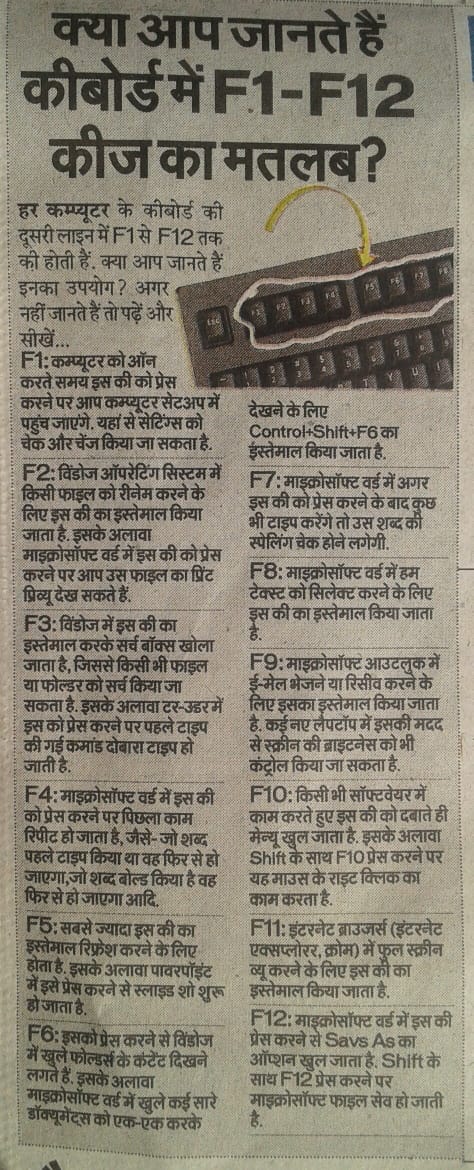 क्या आप जानते हैं
कीबोर्ड में F1-F12
कीज का मतलब?
हर कम्प्यूटर के कीबोर्ड की
दूसरी लाइन में F1 से F12 तक
की होती हैं. क्या आप जानते हैं
इनका उपयोग? अगर
नहीं जानते हैं तो पढ़ें और
सीखें...
F1: कम्प्यूटर को ऑन
करते समय इस की को प्रेस
करने पर आप कम्प्यूटर सेटअप में
पहुंच जाएंगे. यहां से सेटिंग्स को
चेक और चेंज किया जा सकता है.
F2: विंडोज ऑपरेटिंग सिस्टम में
किसी फाइल को रीनेम करने के
लिए इस की का इस्तेमाल किया
जाता है. इसके अलावा
माइक्रोसॉफ्ट वर्ड में इस की को प्रेस
करने पर आप उस फाइल का प्रिंट
प्रिव्यू देख सकते हैं.
F3: विंडोज में इस की का
इस्तेमाल करके सर्च बॉक्स खोला
जाता है, जिससे किसी भी फाइल
या फोल्डर को सर्च किया जा
सकता है. इसके अलावा टर-उडर में
इस को प्रेस करने पर पहले टाइप
की गई कमांड दोबारा टाइप हो
जाती है.
F4: माइक्रोसॉफ्ट वर्ड में इस की
को प्रेस करने पर पिछला काम
रिपीट हो जाता है, जैसे- जो शब्द
पहले टाइप किया था वह फिर से हो
जाएगा,जो शब्द बोल्ड किया है वह
फिर से हो जाएगा आदि.
F5: सबसे ज्यादा इस की का
इस्तेमाल रिफ्रेश करने के लिए
होता है. इसके अलावा पावरपॉइंट
में इसे प्रेस करने से स्लाइड शो शुरू
हो जाता है.
F6: इसको प्रेस करने से विंडोज
में खुले फोल्डर्स के कंटेंट दिखने
लगते हैं. इसके अलावा
माइक्रोसॉफ्ट वर्ड में खुले कई सारे
डॉक्यूमेंट्स को एक-एक करके
देखने के लिए
Control+Shift+F6 का
इस्तेमाल किया जाता है.
F7: माइक्रोसॉफ्ट वर्ड में अगर
इस की को प्रेस करने के बाद कुछ
भी टाइप करेंगे तो उस शब्द की
स्पेलिंग चेक होने लगेगी.
F8: माइक्रोसॉफ्ट वर्ड में हम
टेक्स्ट को सिलेक्ट करने के लिए
इस की का इस्तेमाल किया जाता
है.
F9: माइक्रोसॉफ्ट आउटलुक में
ई-मेल भेजने या रिसीव करने के
लिए इसका इस्तेमाल किया जाता
है. कई नए लैपटॉप में इसकी मदद
से स्क्रीन की ब्राइटनेस को भी
कंट्रोल किया जा सकता है.
F10: किसी भी सॉफ्टवेयर में
काम करते हुए इस की को दबाते ही
मेन्यू खुल जाता है. इसके अलावा
Shift के साथ F10 प्रेस करने पर
यह माउस के राइट क्लिक का
काम करता है.
F11: इंटरनेट ब्राउजर्स (इंटरनेट
एक्सप्लोरर, क्रोम) में फुल स्क्रीन
व्यू करने के लिए इस की का
इस्तेमाल किया जाता है.
F12: माइक्रोसॉफ्ट वर्ड में इस की
प्रेस करने से Savs As का
ऑप्शन खुल जाता है. Shift के
साथ F12 प्रेस करने पर
माइक्रोसॉफ्ट फाइल सेव हो जाती
है.